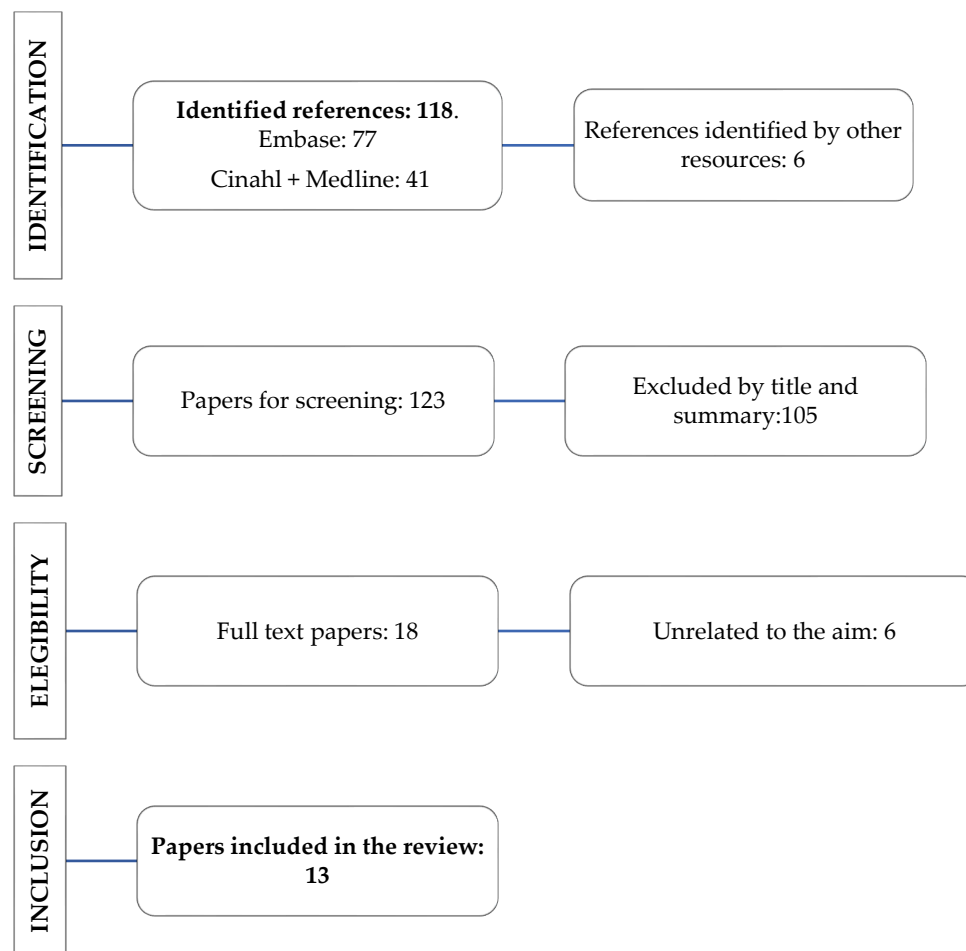 IDENTIFICATION
Identified references: 118.
Embase: 77
Cinahl + Medline: 41
References identified by other
resources: 6
SCREENING
Papers for screening: 123
Excluded by title and
summary:105
ELEGIBILITY
Full text papers: 18
Unrelated to the aim: 6
INCLUSION
Papers included in the review:
13